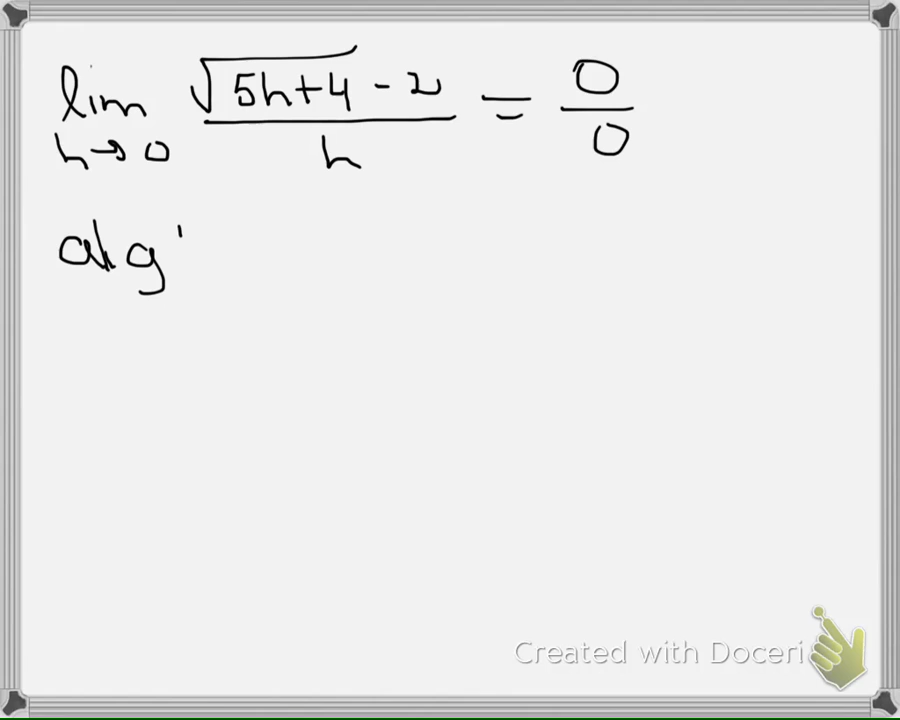 lim h→0 (√(5h+4) - 2)/h = 0/0
alg'
Created with Doceri